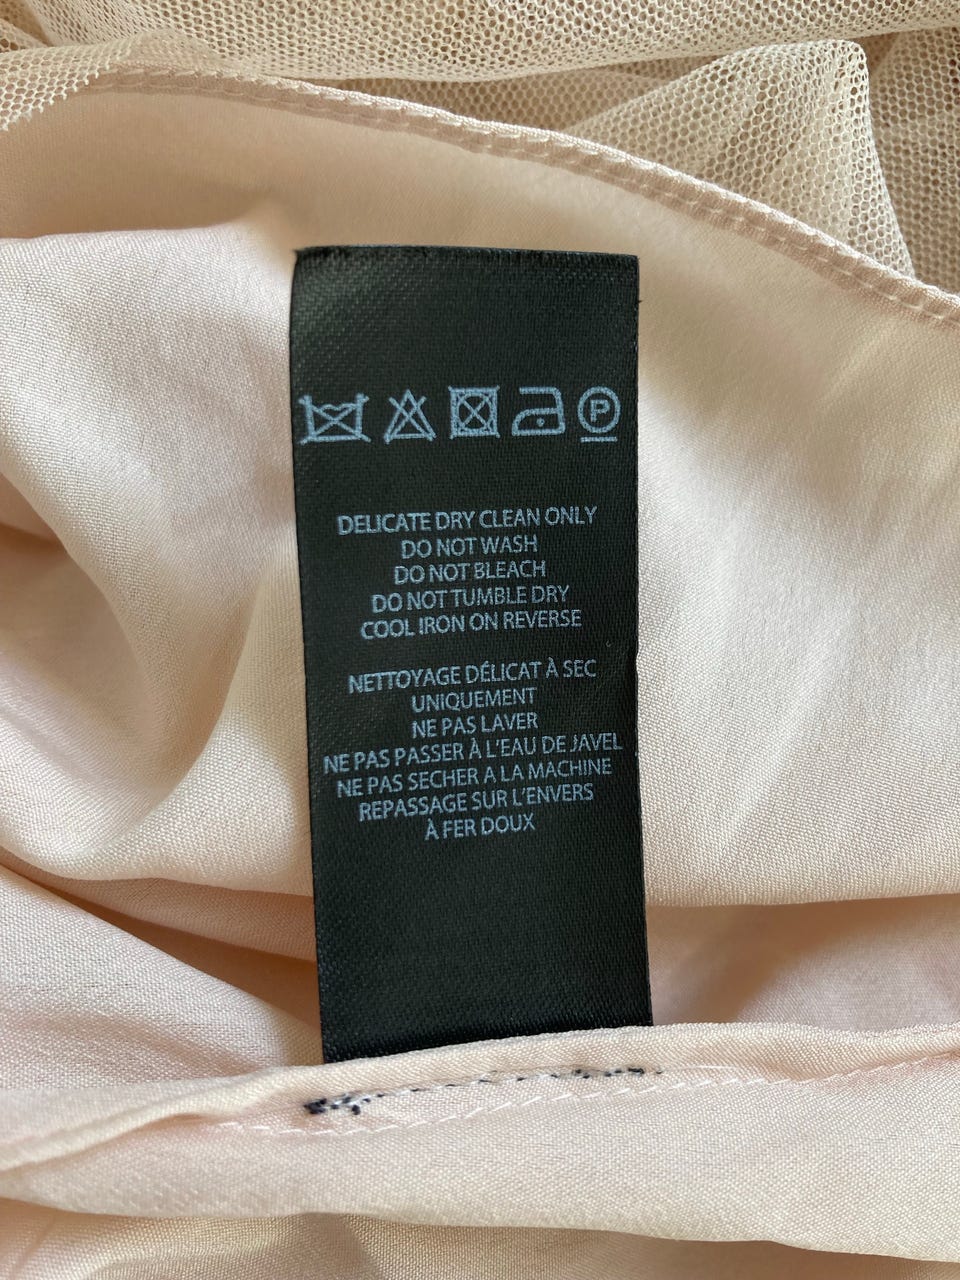 P
DELICATE DRY CLEAN ONLY
DO NOT WASH
DO NOT BLEACH
DO NOT TUMBLE DRY
COOL IRON ON REVERSE
NETTOYAGE DÉLICAT À SEC
UNIQUEMENT
NE PAS LAVER
NE PAS PASSER À L'EAU DE JAVEL
NE PAS SECHER A LA MACHINE
REPASSAGE SUR L'ENVERS
À FER DOUX